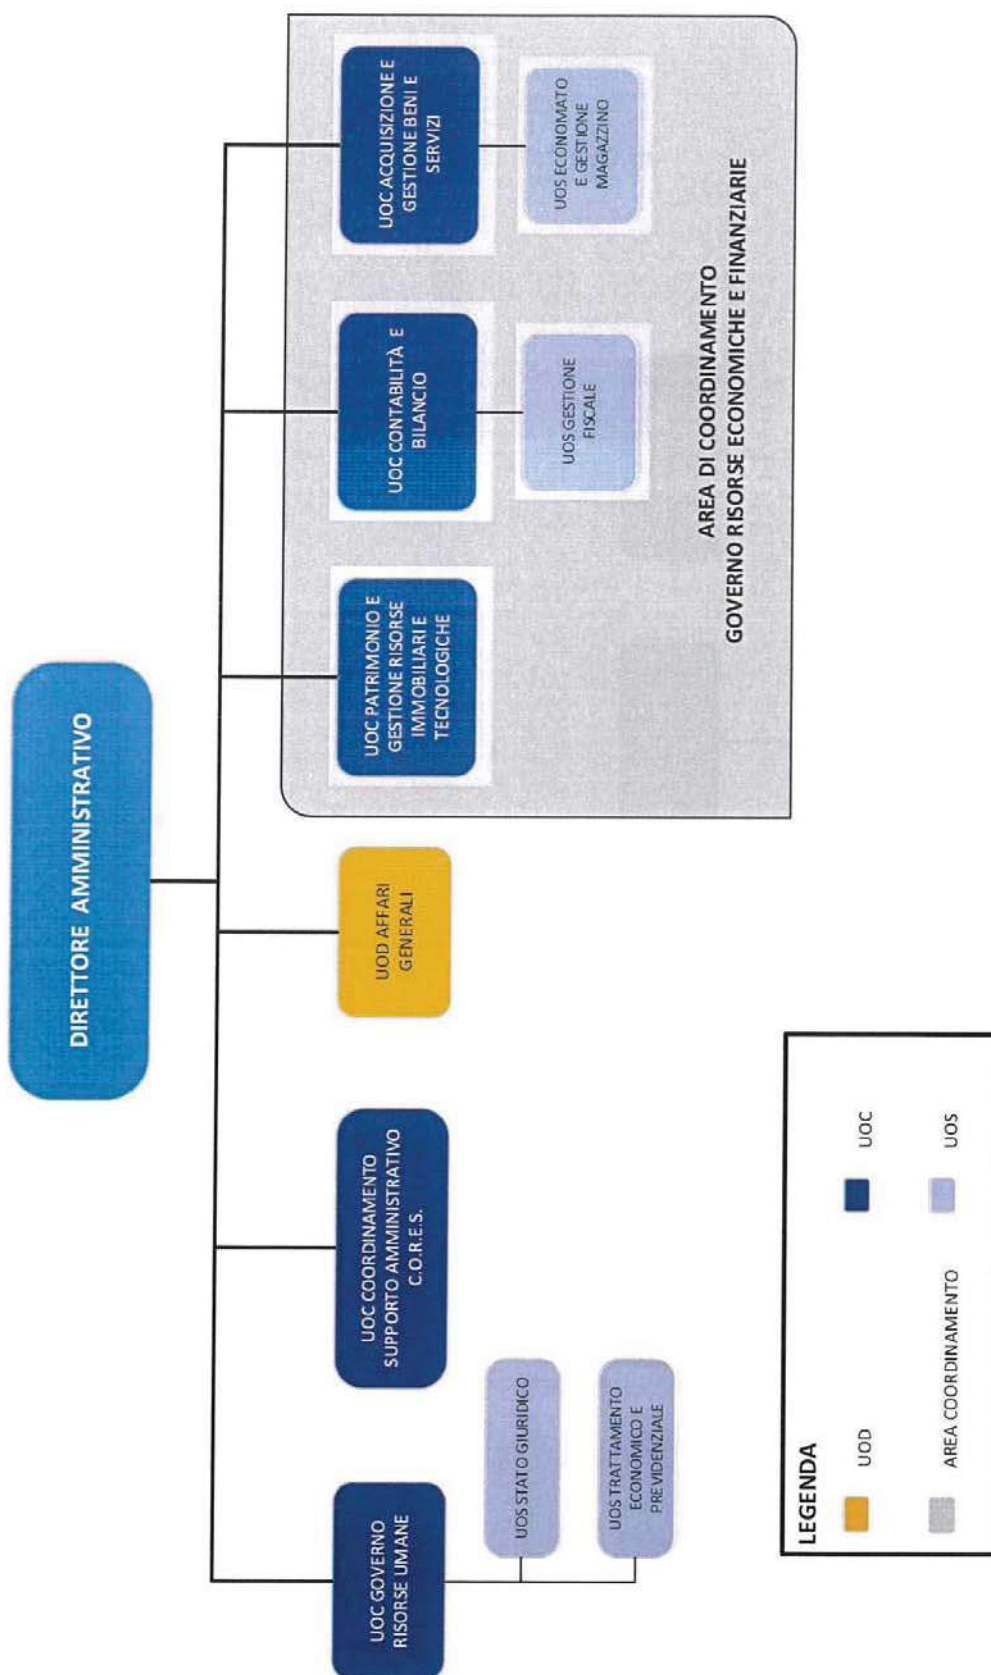 DIRETTORE AMMINISTRATIVO
UOC GOVERNO
RISORSE UMANE
UOS STATO GIURIDICO
UOS TRATTAMENTO
ECONOMICO E
PREVIDENZIALE
UOC COORDINAMENTO
SUPPORTO AMMINISTRATIVO
C.O.R.E.S.
UOD AFFARI
GENERALI
UOC PATRIMONIO E
GESTIONE RISORSE
IMMOBILIARI E
TECNOLOGICHE
UOC CONTABILITÀ E
BILANCIO
UOS GESTIONE
FISCALE
UOC ACQUISIZIONE E
GESTIONE BENI E
SERVIZI
UOS ECONOMATO
E GESTIONE
MAGAZZINO
AREA DI COORDINAMENTO
GOVERNO RISORSE ECONOMICHE E FINANZIARIE
LEGENDA
UOD
UOC
AREA COORDINAMENTO
UOS